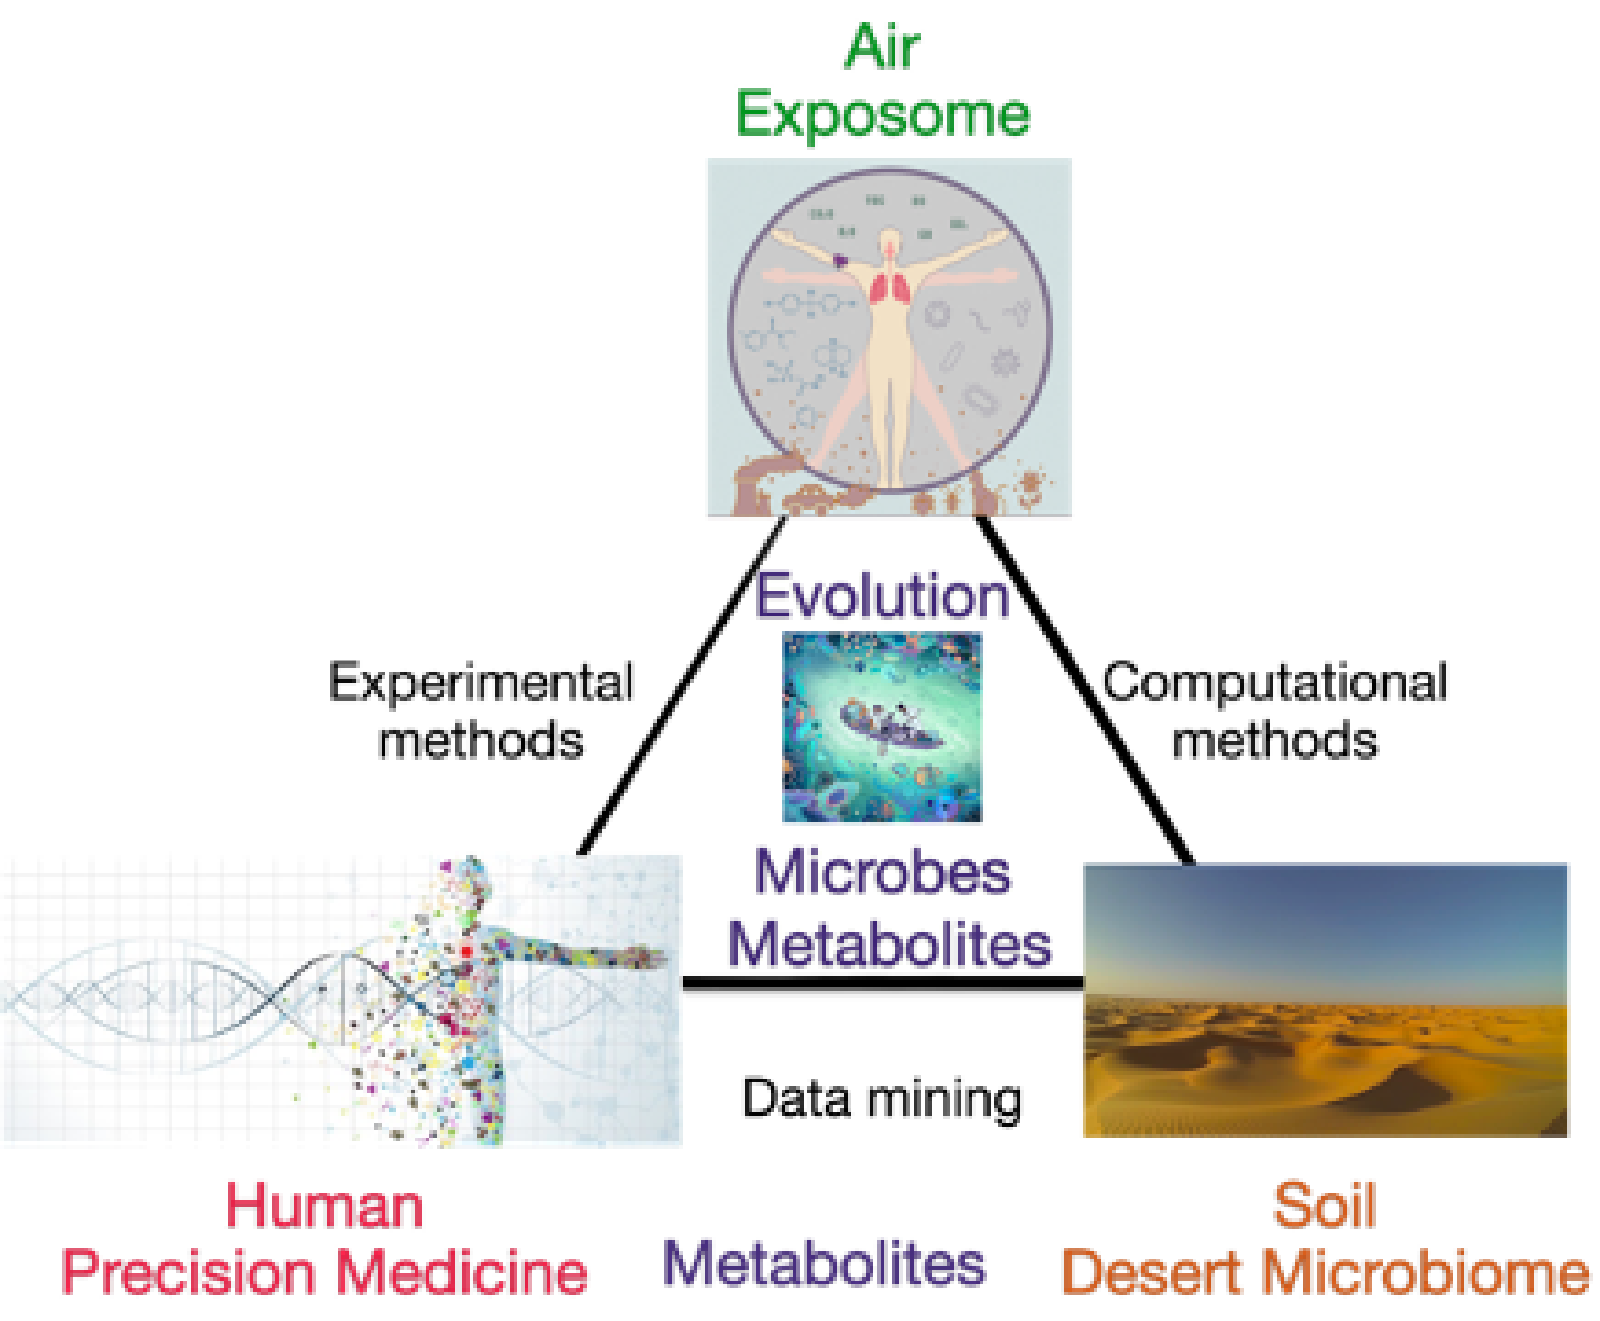 Air
Exposome
Evolution
Experimental
methods
Computational
methods
Microbes
Metabolites
Data mining
Human
Precision Medicine
Metabolites
Soil
Desert Microbiome